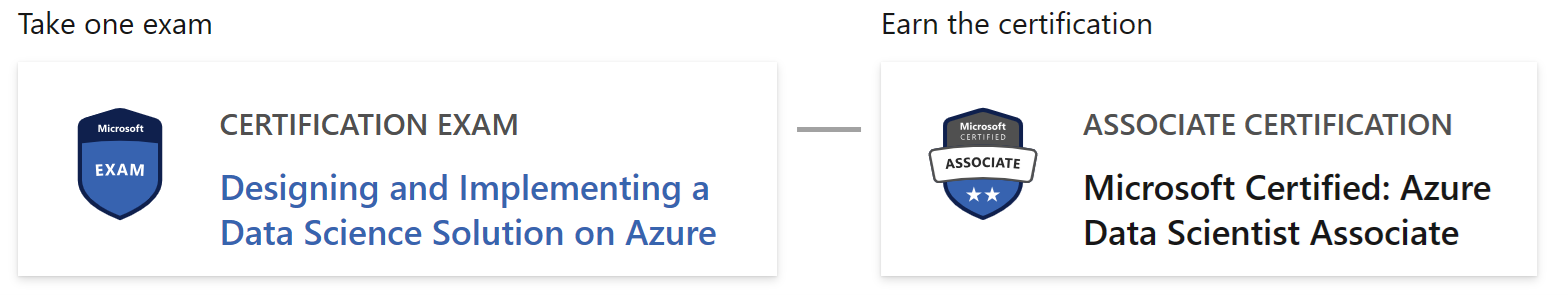 Take one exam
Microsoft
EXAM
CERTIFICATION EXAM
Designing and Implementing a
Data Science Solution on Azure
Earn the certification
Microsoft
CERTIFIED
ASSOCIATE
ASSOCIATE CERTIFICATION
Microsoft Certified: Azure
Data Scientist Associate